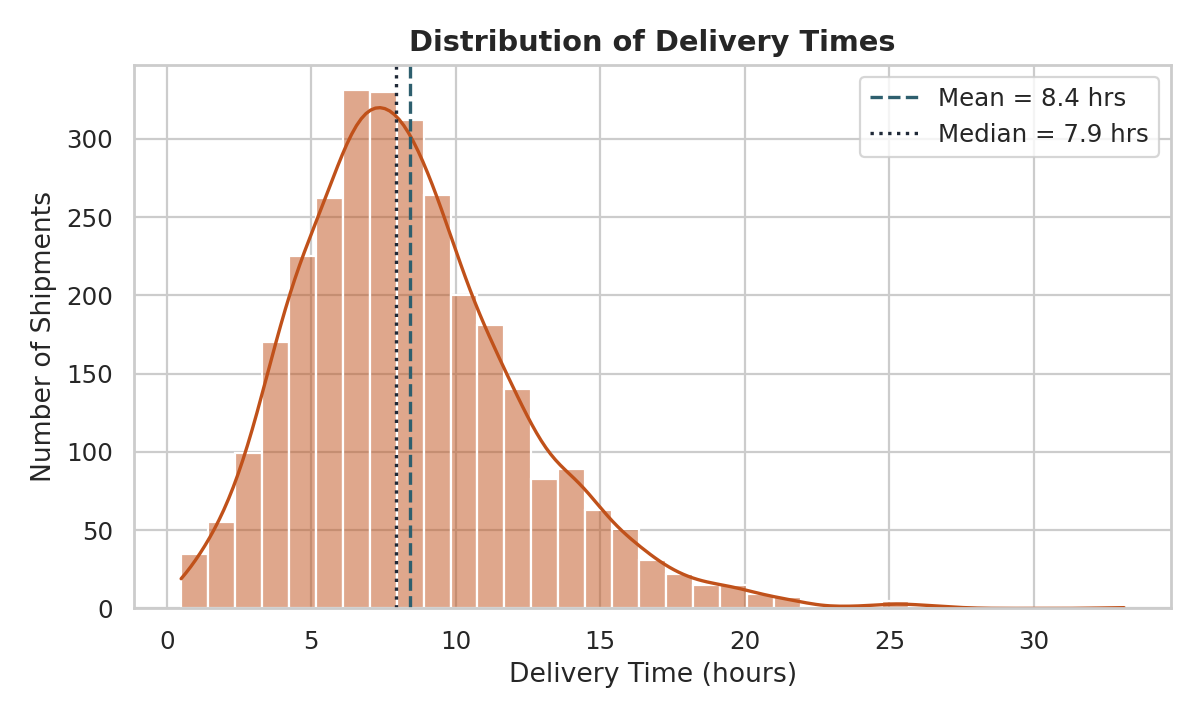 Distribution of Delivery Times
Mean = 8.4 hrs
Median = 7.9 hrs
Number of Shipments
300
250
200
150
100
50
0
0 5 10 15 20 25 30
Delivery Time (hours)